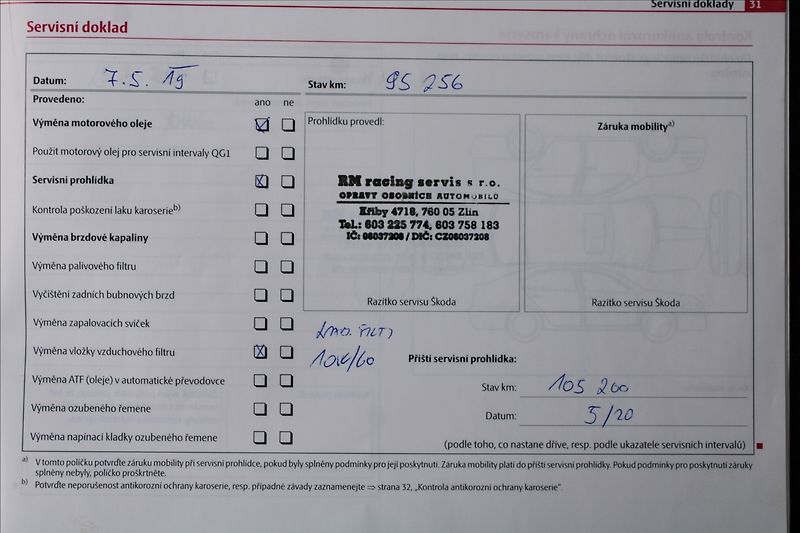 Servisní doklady 31
Servisní doklad
Datum: 7.5. 19 Stav km: 95 256
Provedeno: ano ne
Výměna motorového oleje
Použit motorový olej pro servisní intervaly QG1
Servisní prohlídka
Kontrola poškození laku karoserieb)
Výměna brzdové kapaliny
Výměna palivového filtru
Vyčištění zadních bubnových brzd
Výměna zapalovacích svíček
Výměna vložky vzduchového filtru
Výměna ATF (oleje) v automatické převodovce
Výměna ozubeného řemene
Výměna napínací kladky ozubeného řemene
Prohlídku provedl:
RM racing servis s r.o.
OPRAVY OSOBNÍCH AUTOMOBILŮ
Křiby 4718, 760 05 Zlín
Tel.: 603 225 774, 603 758 183
IČ: 06037208 / DIČ: CZ06037208
Razítko servisu Škoda
Záruka mobilitya)
Razítko servisu Škoda
10W/60
Příští servisní prohlídka:
Stav km: 105 200
Datum: 5/20
(podle toho, co nastane dříve, resp. podle ukazatele servisních intervalů)
a) V tomto políčku potvrďte záruku mobility při servisní prohlídce, pokud byly splněny podmínky pro její poskytnutí. Záruka mobility platí do příští servisní prohlídky. Pokud podmínky pro poskytnutí záruky
splněny nebyly, políčko proškrtněte.
b) Potvrďte neporušenost antikorozní ochrany karoserie, resp. případné závady zaznamenejte ⇒ strana 32, „Kontrola antikorozní ochrany karoserie“.